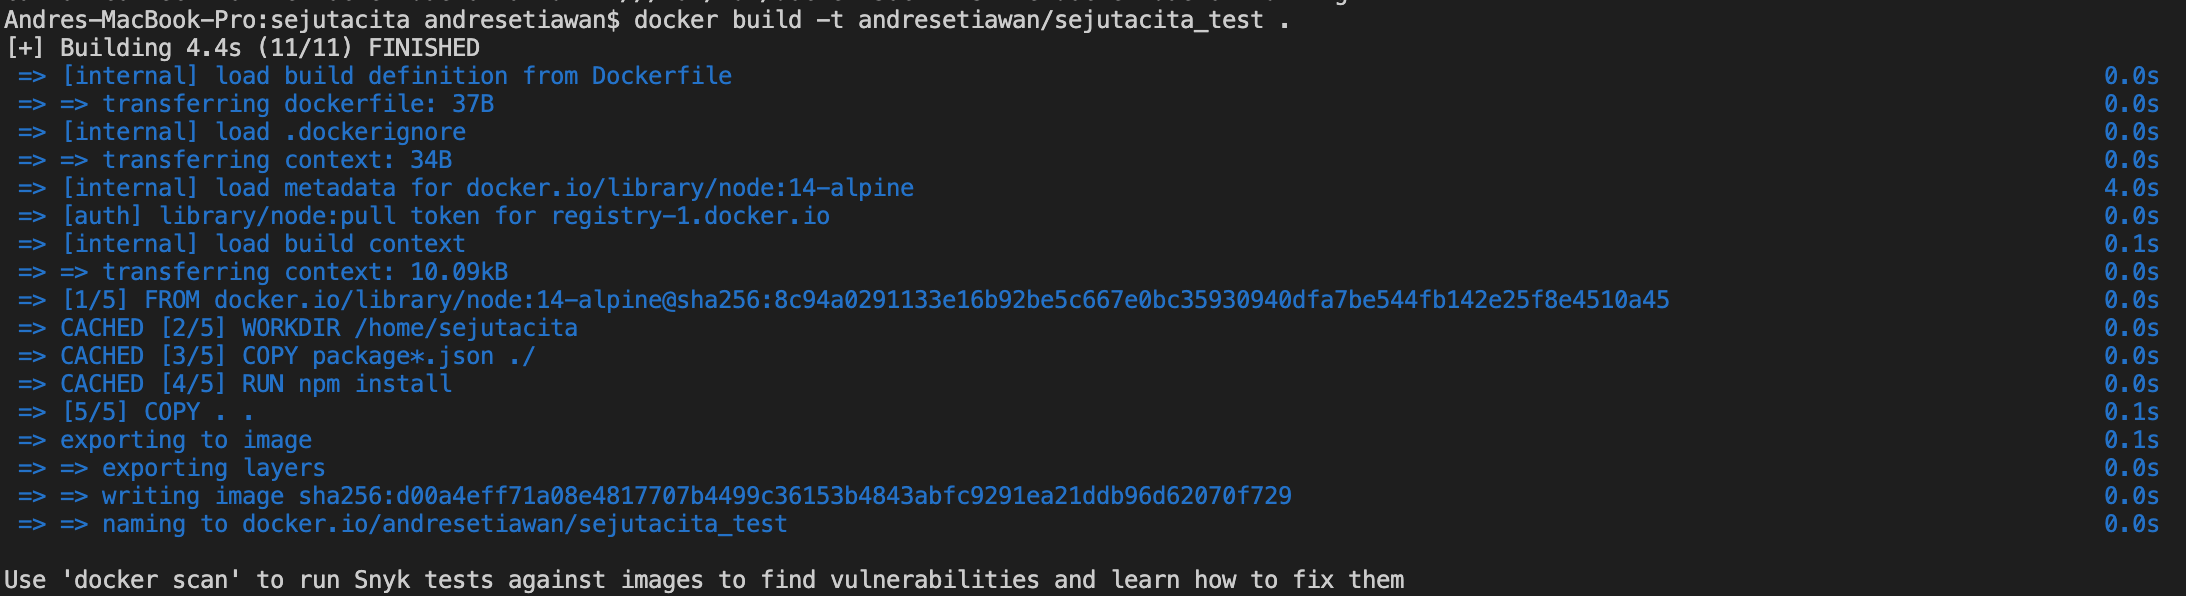 Andres-MacBook-Pro:sejutacita andresetiawan$ docker build -t andresetiawan/sejutacita_test .
[+] Building 4.4s (11/11) FINISHED
=> [internal] load build definition from Dockerfile 0.0s
=> => transferring dockerfile: 37B 0.0s
=> [internal] load .dockerignore 0.0s
=> => transferring context: 34B 0.0s
=> [internal] load metadata for docker.io/library/node:14-alpine 4.0s
=> [auth] library/node:pull token for registry-1.docker.io 0.0s
=> [internal] load build context 0.1s
=> => transferring context: 10.09kB 0.0s
=> [1/5] FROM docker.io/library/node:14-alpine@sha256:8c94a0291133e16b92be5c667e0bc35930940dfa7be544fb142e25f8e4510a45 0.0s
=> CACHED [2/5] WORKDIR /home/sejutacita 0.0s
=> CACHED [3/5] COPY package*.json ./ 0.0s
=> CACHED [4/5] RUN npm install 0.0s
=> [5/5] COPY . . 0.1s
=> exporting to image 0.1s
=> => exporting layers 0.0s
=> => writing image sha256:d00a4eff71a08e4817707b4499c36153b4843abfc9291ea21ddb96d62070f729 0.0s
=> => naming to docker.io/andresetiawan/sejutacita_test 0.0s
Use 'docker scan' to run Snyk tests against images to find vulnerabilities and learn how to fix them